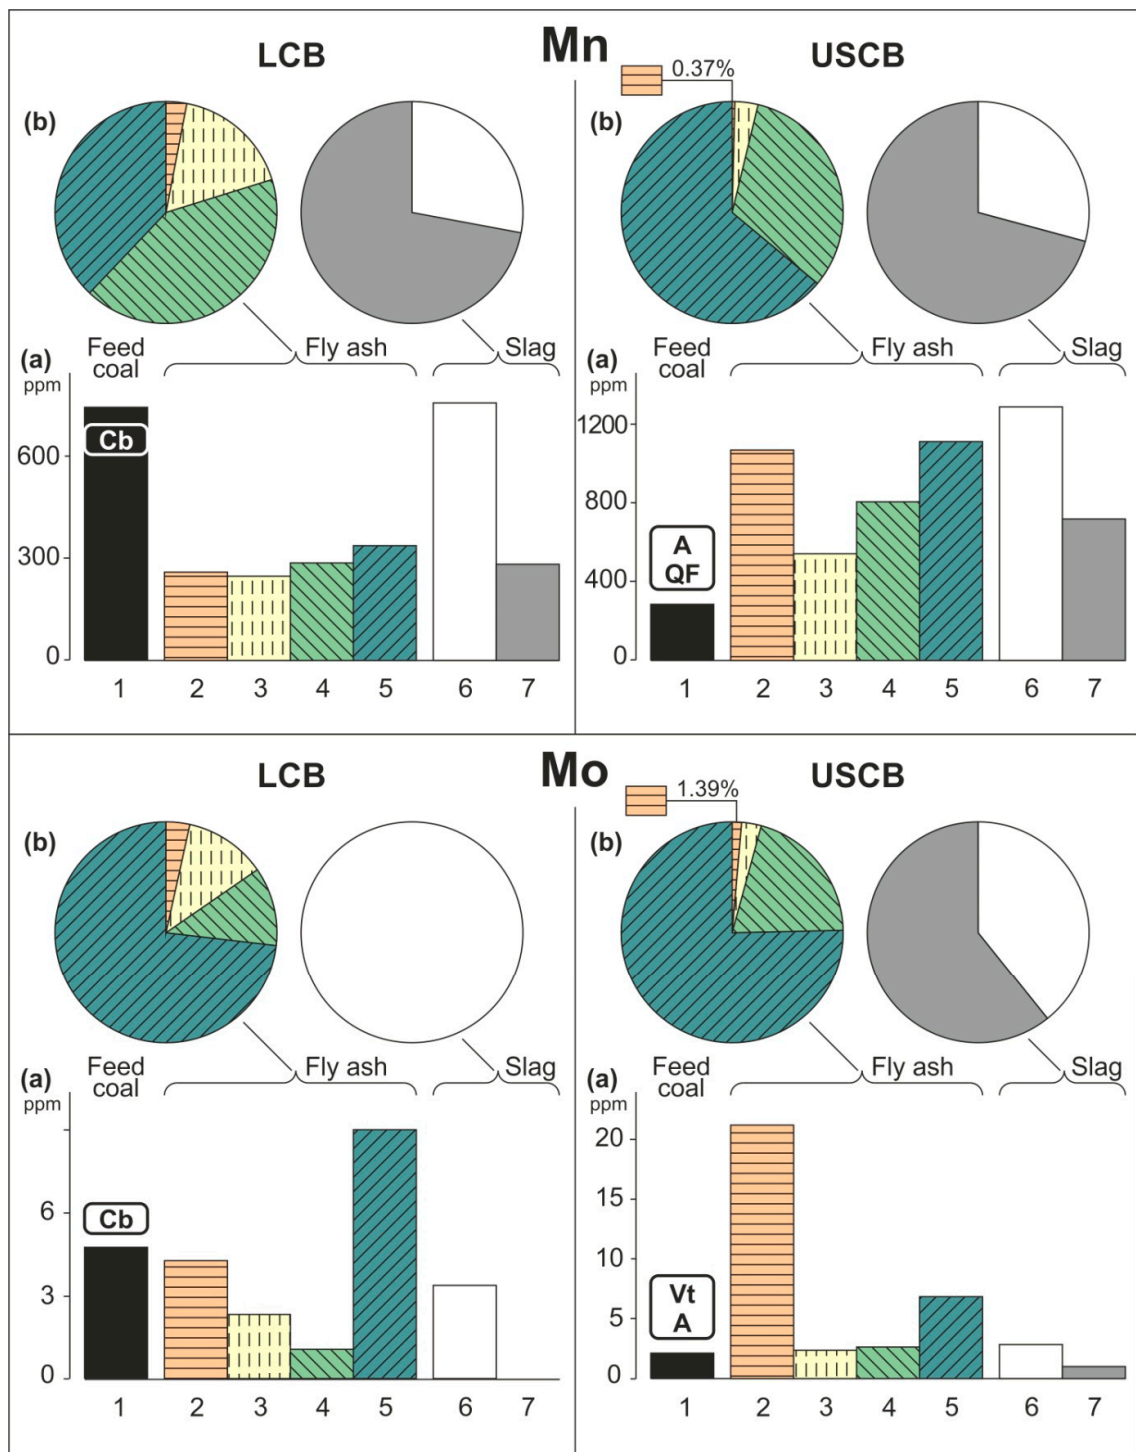 Mn
LCB
USCB
0.37%
(b)
(b)
Feed coal
Fly ash
Slag
Feed coal
Fly ash
Slag
(a)
ppm
Cb
600
300
0
1 2 3 4 5 6 7
(a)
ppm
1200
800
400
0
A
QF
1 2 3 4 5 6 7
Mo
LCB
USCB
1.39%
(b)
(b)
Feed coal
Fly ash
Slag
Feed coal
Fly ash
Slag
(a)
ppm
6
3
0
Cb
1 2 3 4 5 6 7
(a)
ppm
20
15
10
5
0
Vt
A
1 2 3 4 5 6 7